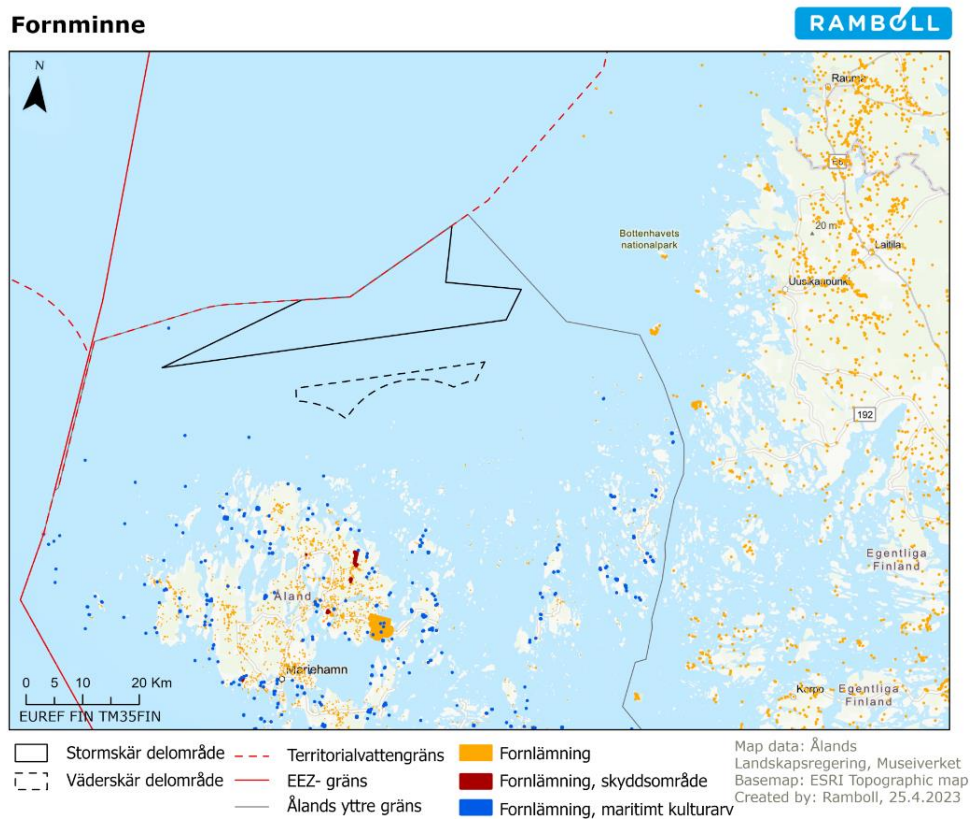 Fornminne
RAMBOLL
N
Rauma
E8
Bottenhavets
nationalpark
20 m
Laitila
Uusikaupunki
192
Egentliga
Finland
Åland
Mariehamn
Korpo
Egentliga
Finland
0 5 10 20 Km
EUREF FIN TM35FIN
Stormskär delområde
Väderskär delområde
Territorialvattengräns
EEZ- gräns
Ålands yttre gräns
Fornlämning
Fornlämning, skyddsområde
Fornlämning, maritimt kulturarv
Map data: Ålands
Landskapsregering, Museiverket
Basemap: ESRI Topographic map
Created by: Ramboll, 25.4.2023